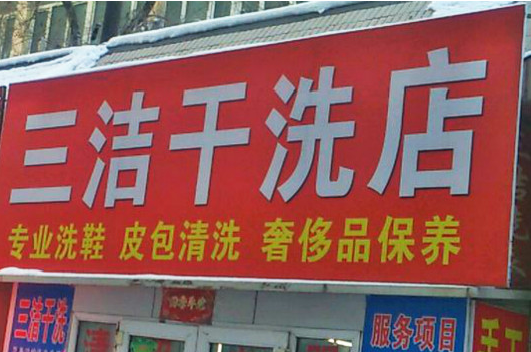 三洁干洗店
专业洗鞋 皮包清洗 奢侈品保养
三洁干洗
服务项目